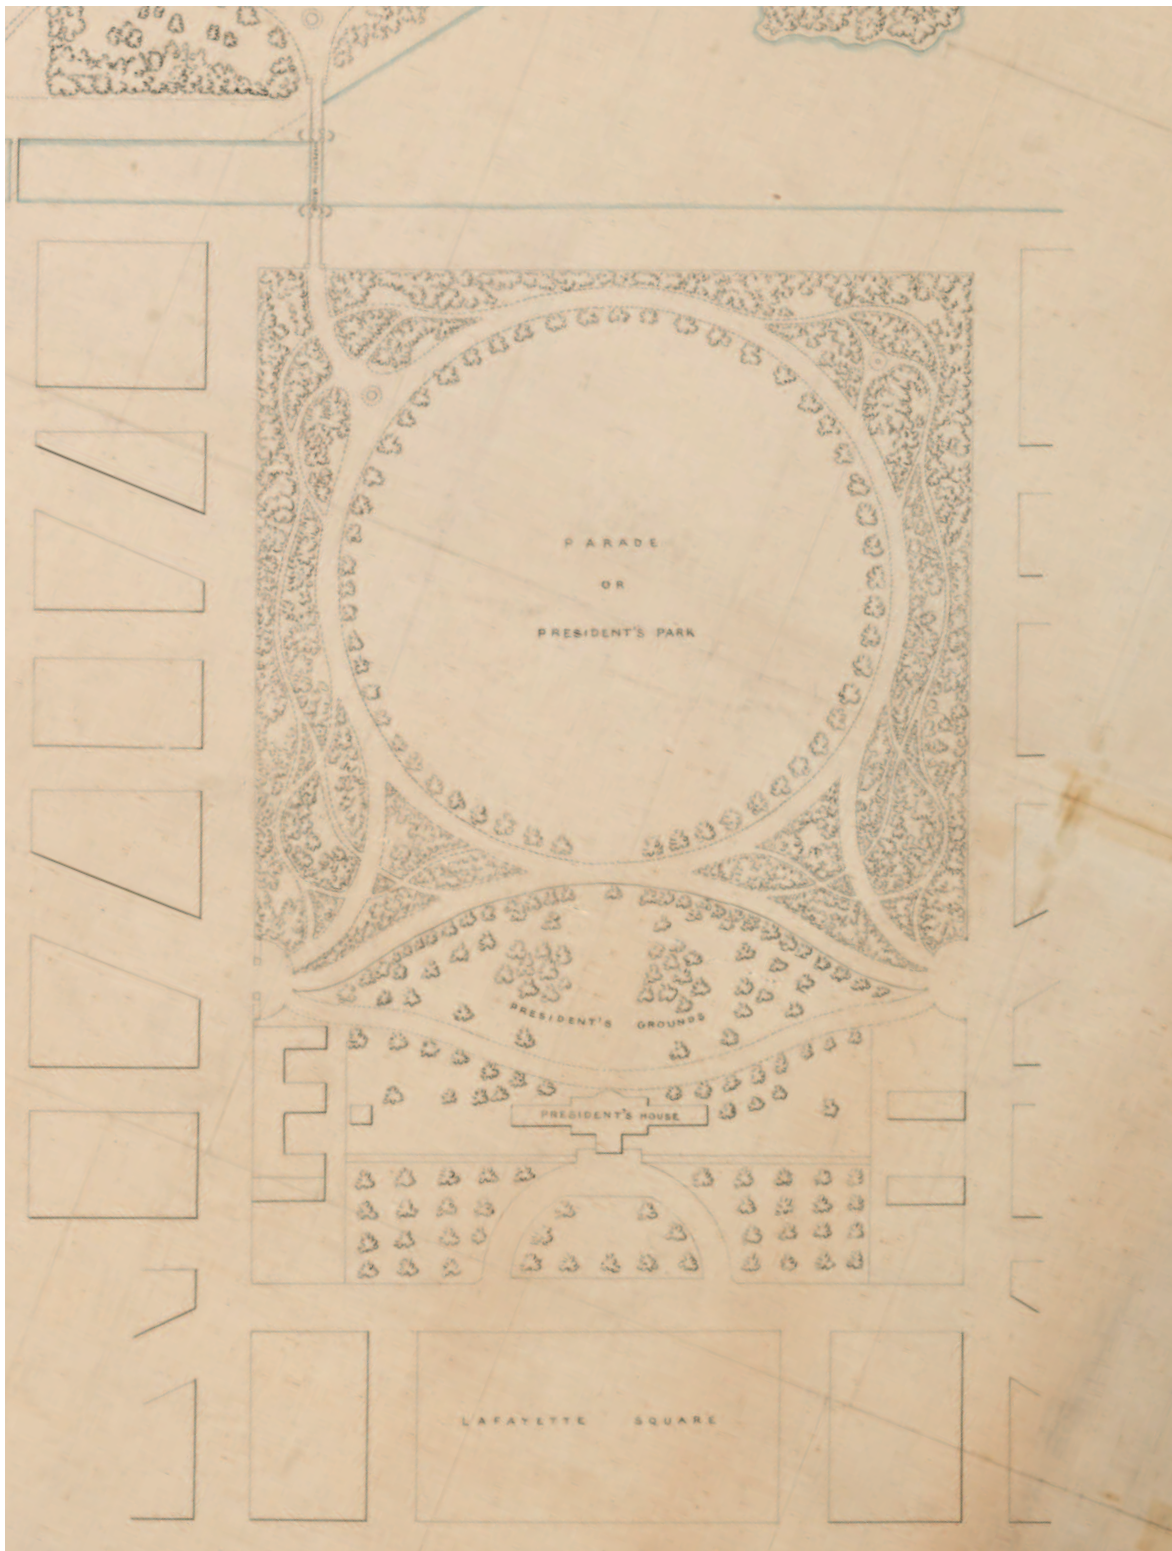 PARADE
OR
PRESIDENT'S PARK
PRESIDENT'S GROUNDS
PRESIDENT'S HOUSE
LAFAYETTE SQUARE